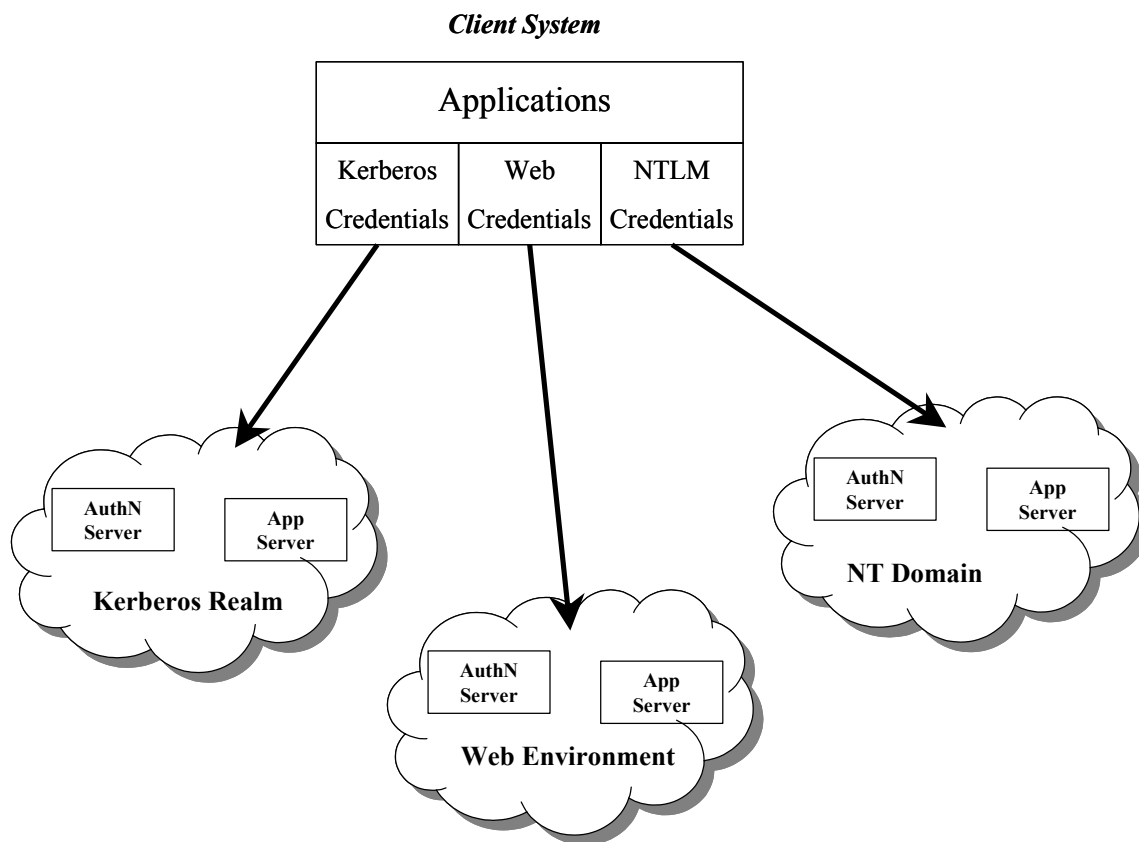 Client System
Applications
Kerberos
Credentials
Web
Credentials
NTLM
Credentials
AuthN
Server
App
Server
Kerberos Realm
AuthN
Server
App
Server
Web Environment
AuthN
Server
App
Server
NT Domain